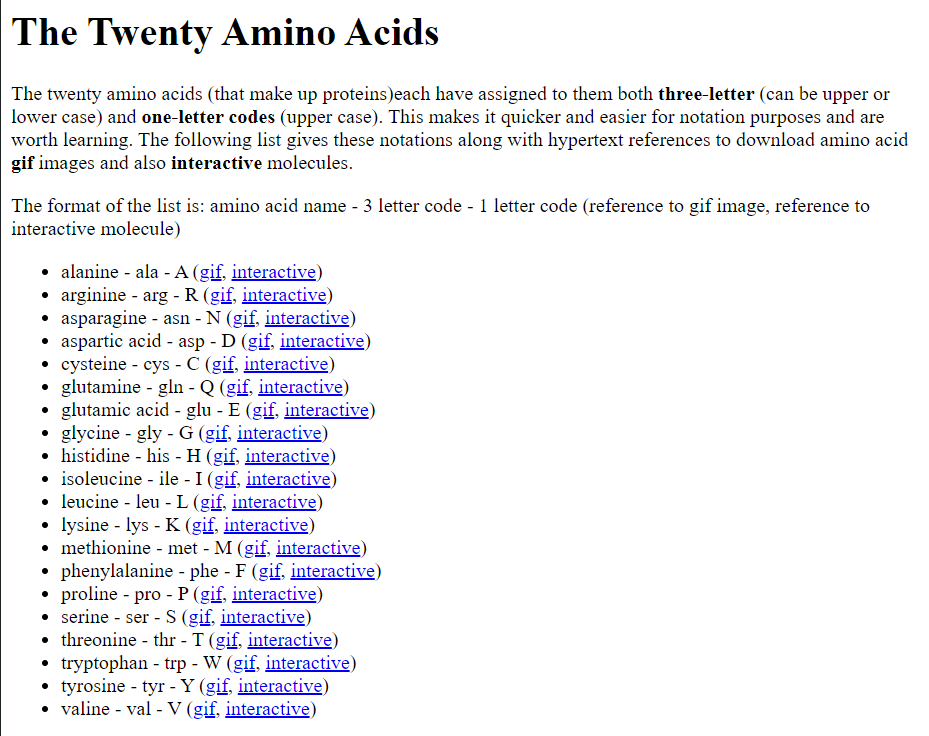 The Twenty Amino Acids
The twenty amino acids (that make up proteins)each have assigned to them both three-letter (can be upper or
lower case) and one-letter codes (upper case). This makes it quicker and easier for notation purposes and are
worth learning. The following list gives these notations along with hypertext references to download amino acid
gif images and also interactive molecules.
The format of the list is: amino acid name - 3 letter code - 1 letter code (reference to gif image, reference to
interactive molecule)
• alanine - ala - A (gif, interactive)
• arginine - arg - R (gif, interactive)
• asparagine - asn - N (gif, interactive)
• aspartic acid - asp - D (gif, interactive)
• cysteine - cys - C (gif, interactive)
• glutamine - gln - Q (gif, interactive)
• glutamic acid - glu - E (gif, interactive)
• glycine - gly - G (gif, interactive)
• histidine - his - H (gif, interactive)
• isoleucine - ile - I (gif, interactive)
• leucine - leu - L (gif, interactive)
• lysine - lys - K (gif, interactive)
• methionine - met - M (gif, interactive)
• phenylalanine - phe - F (gif, interactive)
• proline - pro - P (gif, interactive)
• serine - ser - S (gif, interactive)
• threonine - thr - T (gif, interactive)
• tryptophan - trp - W (gif, interactive)
• tyrosine - tyr - Y (gif, interactive)
• valine - val - V (gif, interactive)